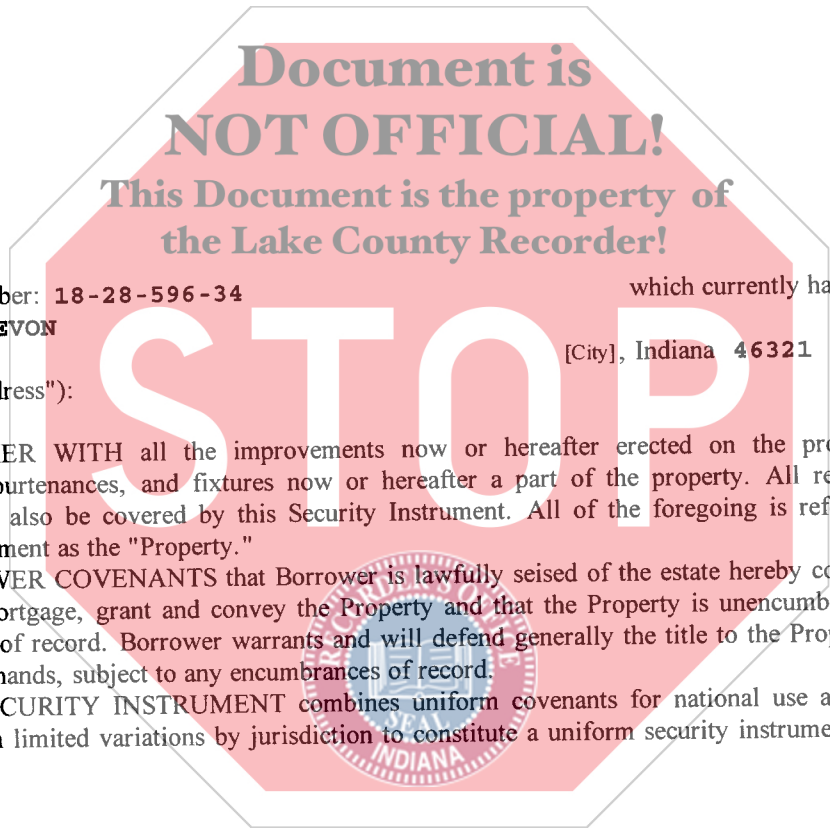 Document is
NOT OFFICIAL!
This Document is the property of
the Lake County Recorder!
ber: 18-28-596-34 which currently ha
EVON
[City], Indiana 46321
dress"):
STOP
ER WITH all the improvements now or hereafter erected on the pro
purtenances, and fixtures now or hereafter a part of the property. All re
also be covered by this Security Instrument. All of the foregoing is ref
ment as the "Property."
WER COVENANTS that Borrower is lawfully seised of the estate hereby co
ortgage, grant and convey the Property and that the Property is unencumb
of record. Borrower warrants and will defend generally the title to the Prop
nands, subject to any encumbrances of record.
CURITY INSTRUMENT combines uniform covenants for national use a
limited variations by jurisdiction to constitute a uniform security instrume
RECORDER'S OFFICE
SEAL
INDIANA